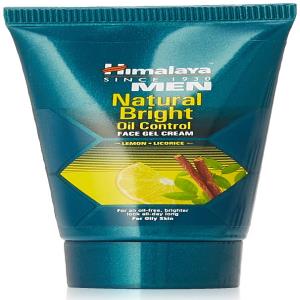 Himalaya
SINCE 1930
MEN
Natural
Bright
Oil Control
FACE GEL CREAM
LEMON + LICORICE
For an oil-free, brighter
look all-day long
For Oily Skin